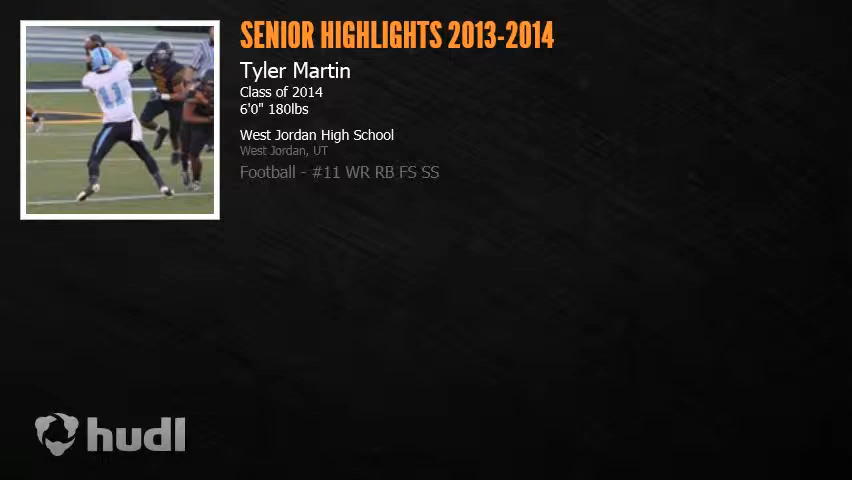 SENIOR HIGHLIGHTS 2013-2014
Tyler Martin
Class of 2014
6'0" 180lbs
West Jordan High School
West Jordan, UT
Football - #11 WR RB FS SS
11
hudl